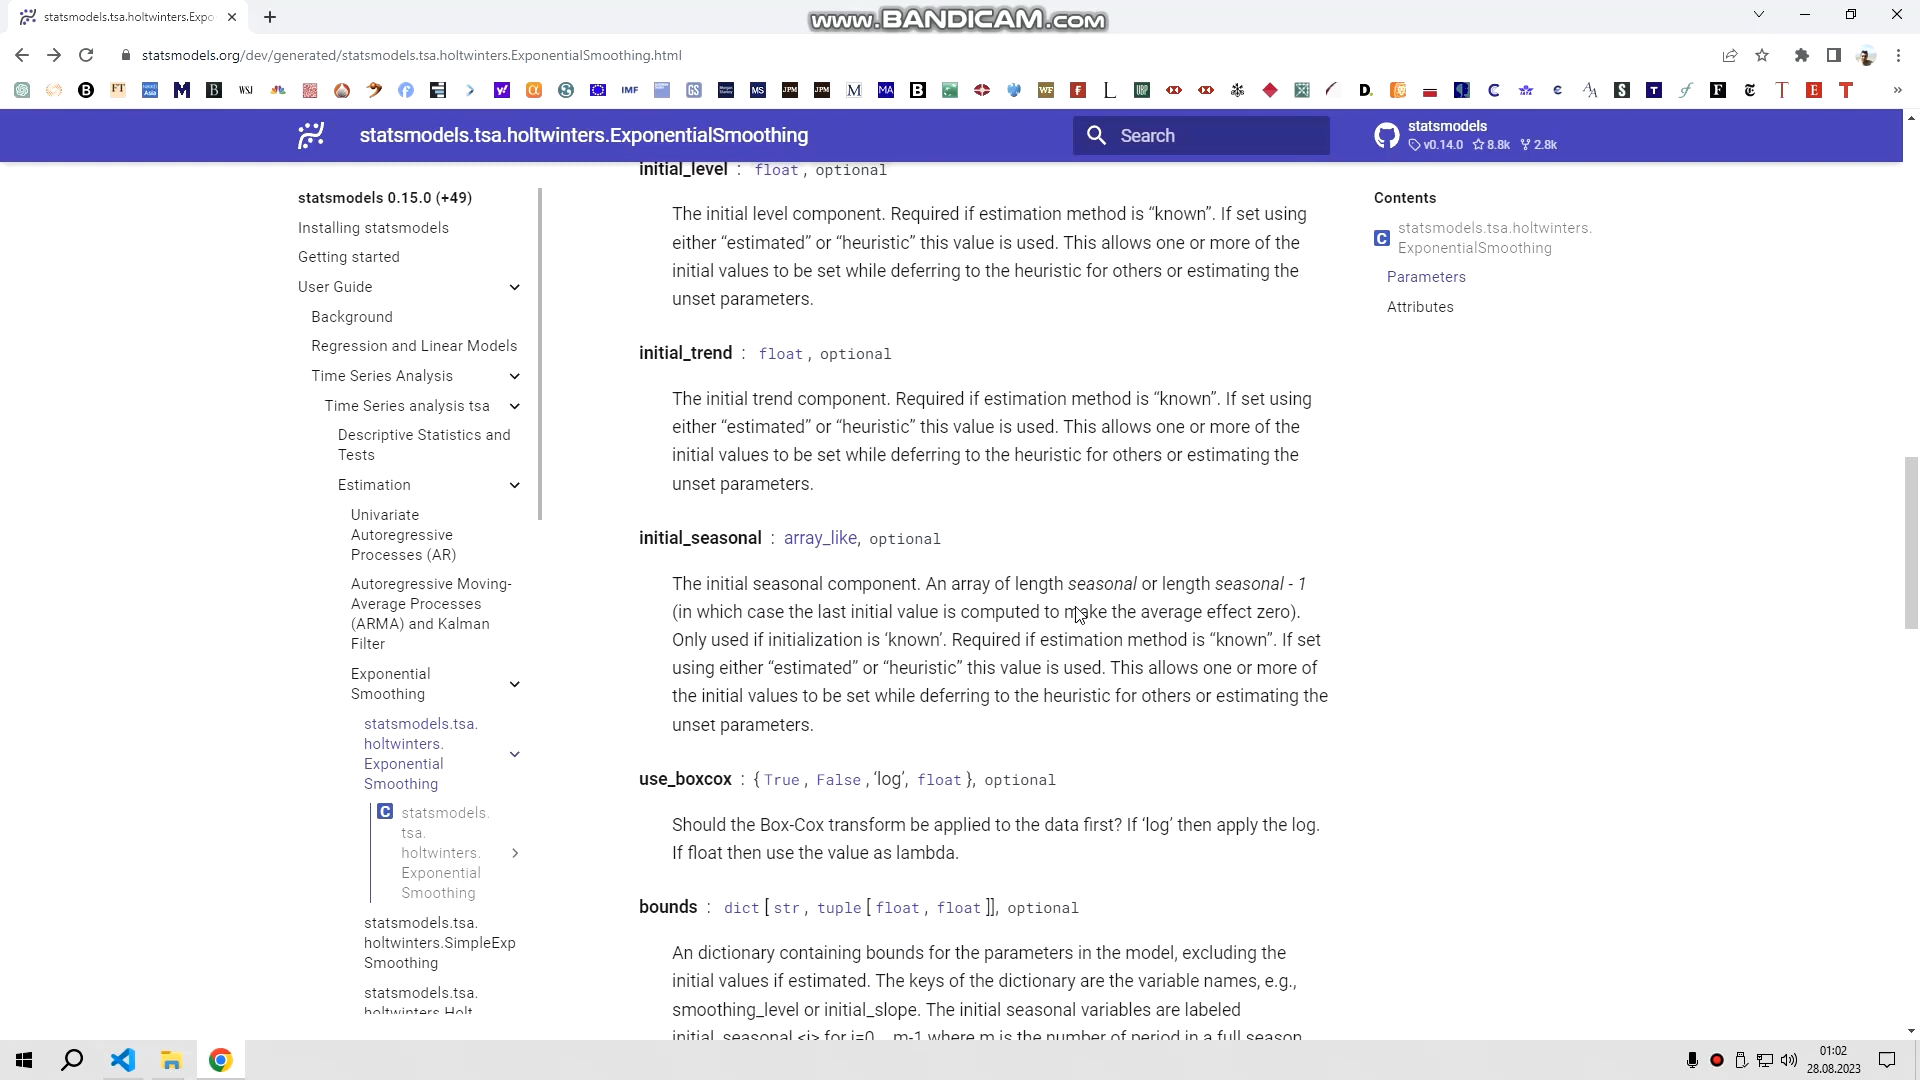 statsmodels.tsa.holtwinters.Expo
www.BANDICAM.com
statsmodels.org/dev/generated/statsmodels.tsa.holtwinters.ExponentialSmoothing.html
statsmodels.tsa.holtwinters.ExponentialSmoothing
Search
statsmodels
v0.14.0 8.8k 2.8k
statsmodels 0.15.0 (+49)
Installing statsmodels
Getting started
User Guide
Background
Regression and Linear Models
Time Series Analysis
Time Series analysis tsa
Descriptive Statistics and
Tests
Estimation
Univariate
Autoregressive
Processes (AR)
Autoregressive Moving-
Average Processes
(ARMA) and Kalman
Filter
Exponential
Smoothing
statsmodels.tsa.
holtwinters.
Exponential
Smoothing
C statsmodels.
tsa.
holtwinters.
Exponential
Smoothing
statsmodels.tsa.
holtwinters.SimpleExp
Smoothing
statsmodels.tsa.
holtwinters.Holt
initial_level : float, optional
The initial level component. Required if estimation method is “known”. If set using
either “estimated” or “heuristic” this value is used. This allows one or more of the
initial values to be set while deferring to the heuristic for others or estimating the
unset parameters.
initial_trend : float, optional
The initial trend component. Required if estimation method is “known”. If set using
either “estimated” or “heuristic” this value is used. This allows one or more of the
initial values to be set while deferring to the heuristic for others or estimating the
unset parameters.
initial_seasonal : array_like, optional
The initial seasonal component. An array of length seasonal or length seasonal - 1
(in which case the last initial value is computed to make the average effect zero).
Only used if initialization is ‘known’. Required if estimation method is “known”. If set
using either “estimated” or “heuristic” this value is used. This allows one or more of
the initial values to be set while deferring to the heuristic for others or estimating the
unset parameters.
use_boxcox : {True, False, ‘log’, float}, optional
Should the Box-Cox transform be applied to the data first? If ‘log’ then apply the log.
If float then use the value as lambda.
bounds : dict[str, tuple[float, float]], optional
An dictionary containing bounds for the parameters in the model, excluding the
initial values if estimated. The keys of the dictionary are the variable names, e.g.,
smoothing_level or initial_slope. The initial seasonal variables are labeled
initial_seasonal.<i> for i=0,...,m-1 where m is the number of period in a full season.
Contents
C statsmodels.tsa.holtwinters.
ExponentialSmoothing
Parameters
Attributes
01:02
28.08.2023